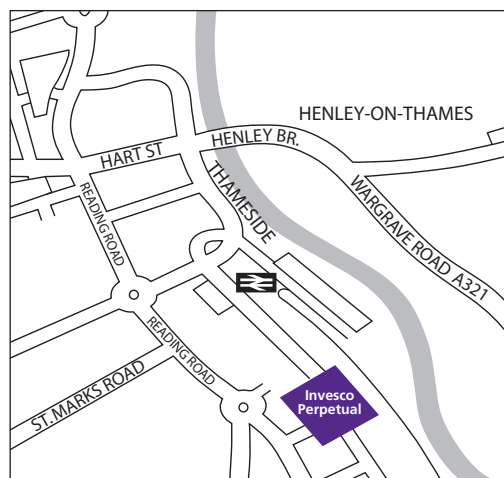 HENLEY-ON-THAMES
HART ST
HENLEY BR.
THAMESIDE
READING ROAD
WARGRAVE ROAD A321
READING ROAD
ST. MARKS ROAD
Invesco
Perpetual